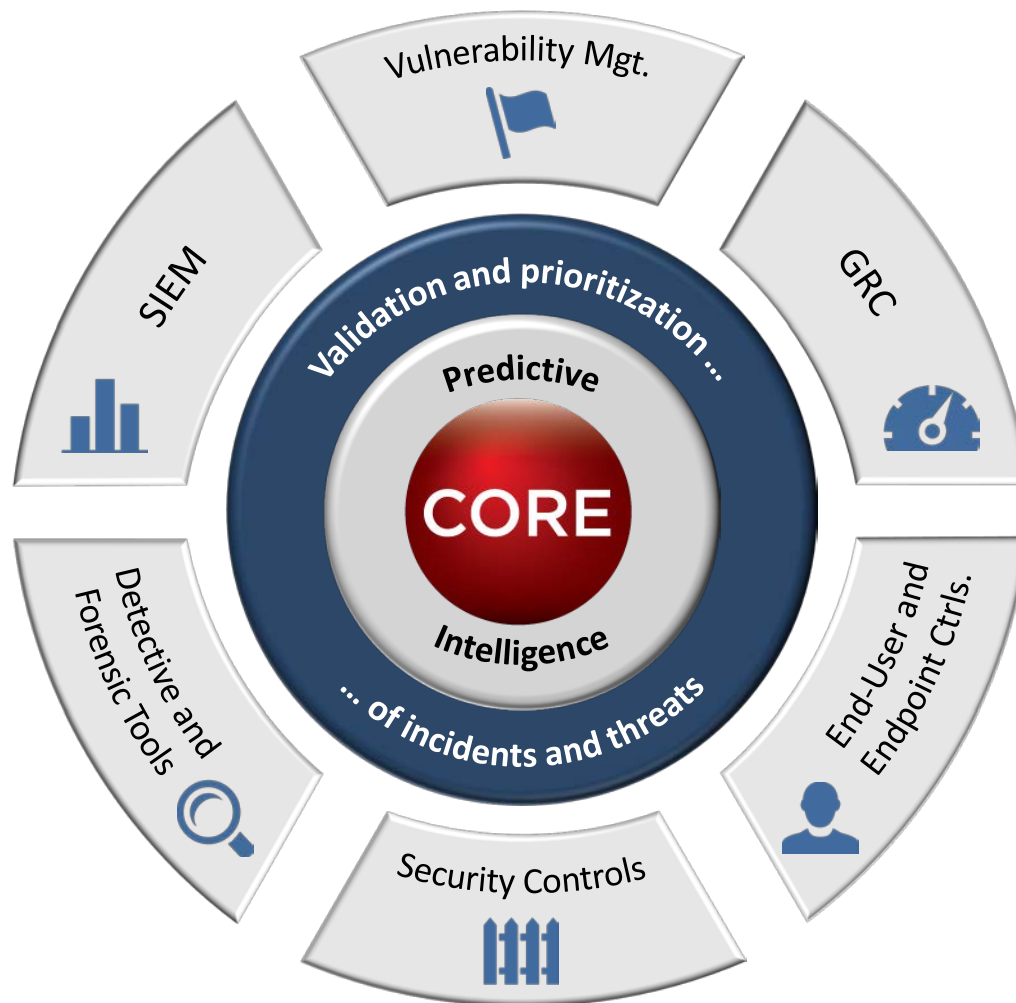 Vulnerability Mgt.
GRC
End-User and
Endpoint Ctrls.
Security Controls
Detective and
Forensic Tools
SIEM
Validation and prioritization ...
... of incidents and threats
Predictive
CORE
Intelligence